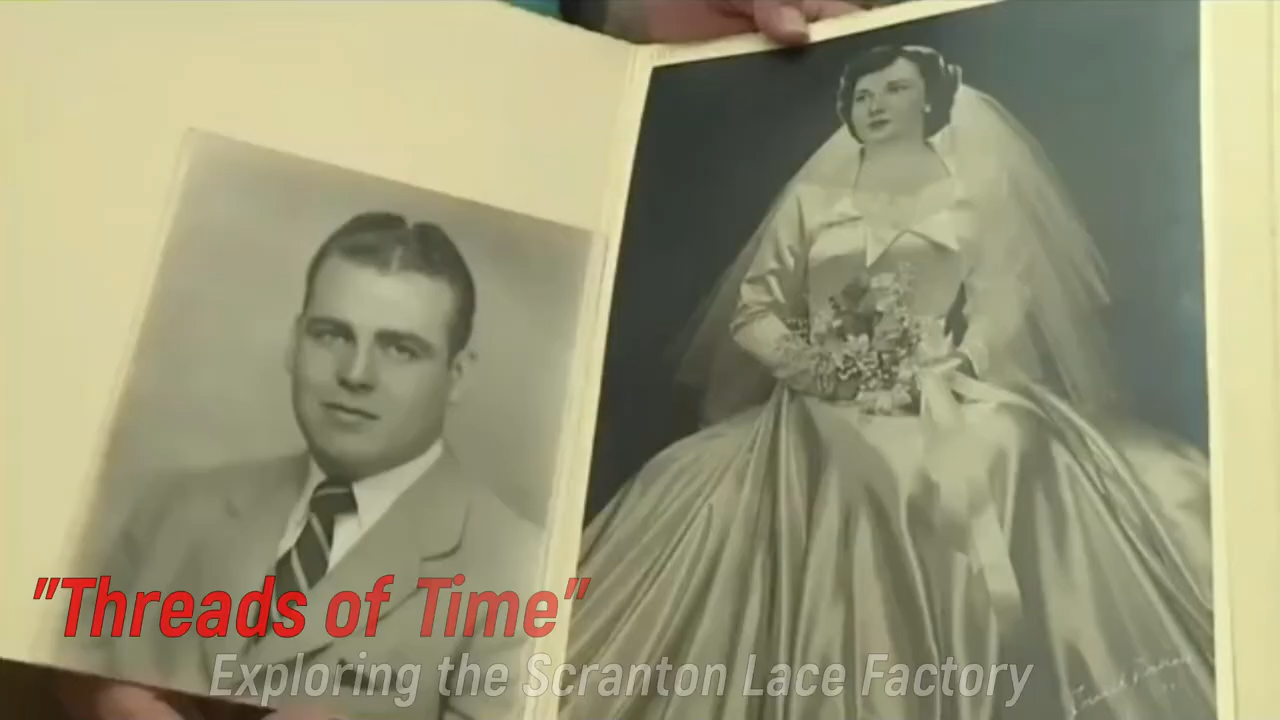 "Threads of Time"
Exploring the Scranton Lace Factory